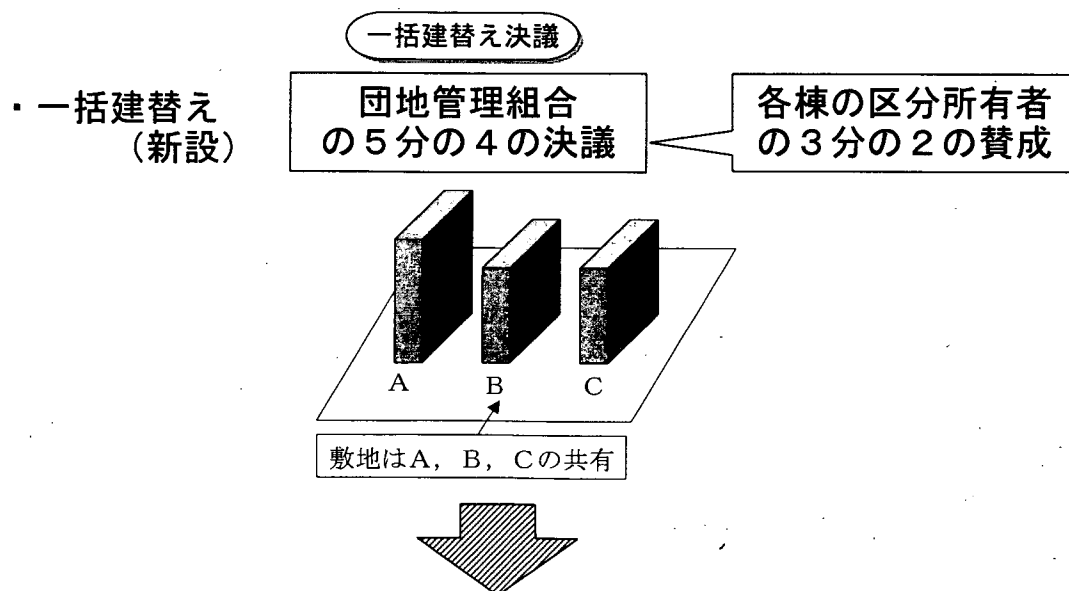 一括建替え決議
・一括建替え
(新設)
団地管理組合
の5分の4の決議
各棟の区分所有者
の3分の2の賛成
A
B
C
敷地はA，B，Cの共有